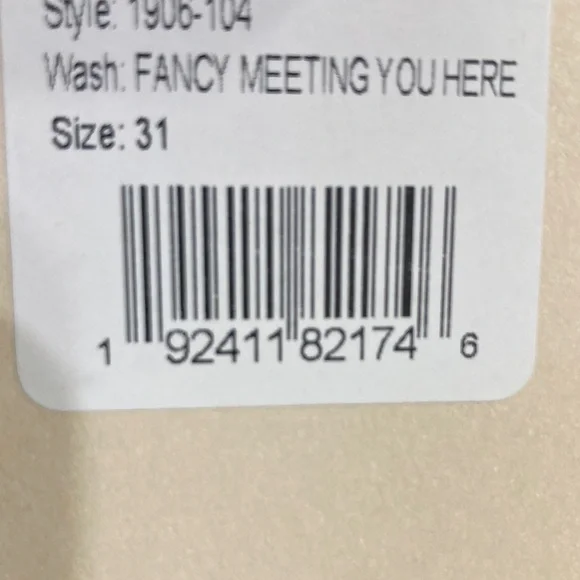 Style: 1906-104
Wash: FANCY MEETING YOU HERE
Size: 31
1 92411 82174 6